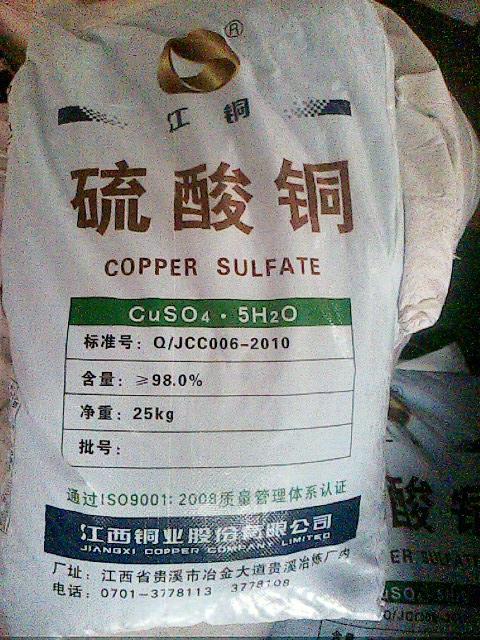 ®
江铜
硫酸铜
COPPER SULFATE
CuSO4 · 5H2O
标准号: Q/JCC006-2010
含量: ≥98.0%
净重: 25kg
批号:
通过ISO9001:2008质量管理体系认证
江西铜业股份有限公司
JIANGXI COPPER COMPANY LIMITED
厂址: 江西省贵溪市冶金大道贵溪冶炼厂内
电话: 0701-3778113 3778108
酸铜
ER SULFATE